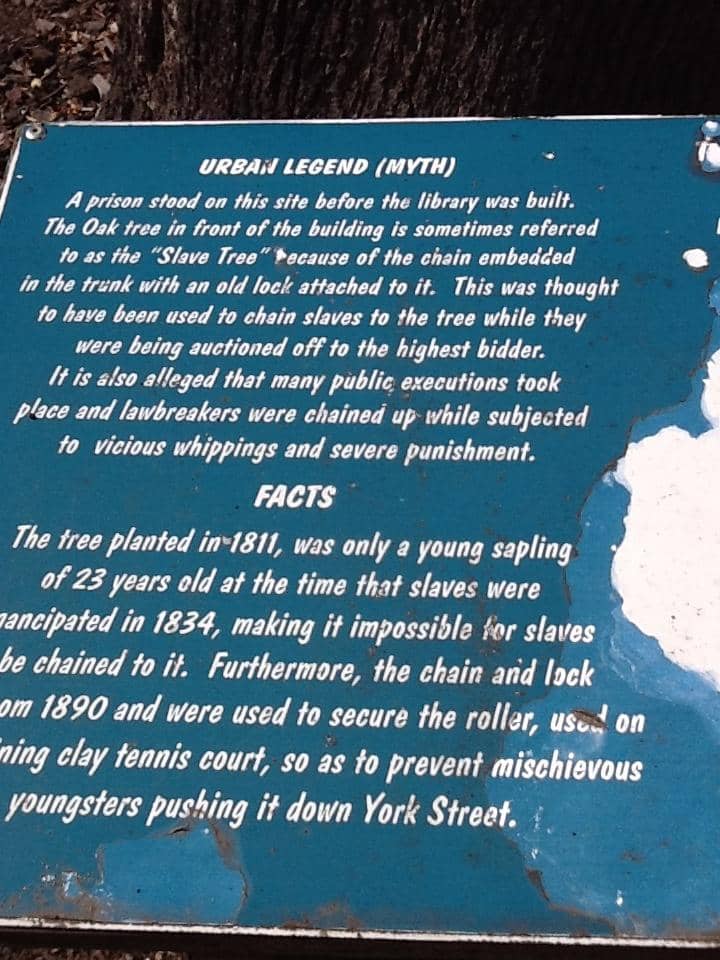 URBAN LEGEND (MYTH)
A prison stood on this site before the library was built.
The Oak tree in front of the building is sometimes referred
to as the "Slave Tree" because of the chain embedded
in the trunk with an old lock attached to it. This was thought
to have been used to chain slaves to the tree while they
were being auctioned off to the highest bidder.
It is also alleged that many public executions took
place and lawbreakers were chained up while subjected
to vicious whippings and severe punishment.
FACTS
The tree planted in 1811, was only a young sapling
of 23 years old at the time that slaves were
mancipated in 1834, making it impossible for slaves
be chained to it. Furthermore, the chain and lock
om 1890 and were used to secure the roller, used on
ning clay tennis court, so as to prevent mischievous
youngsters pushing it down York Street.